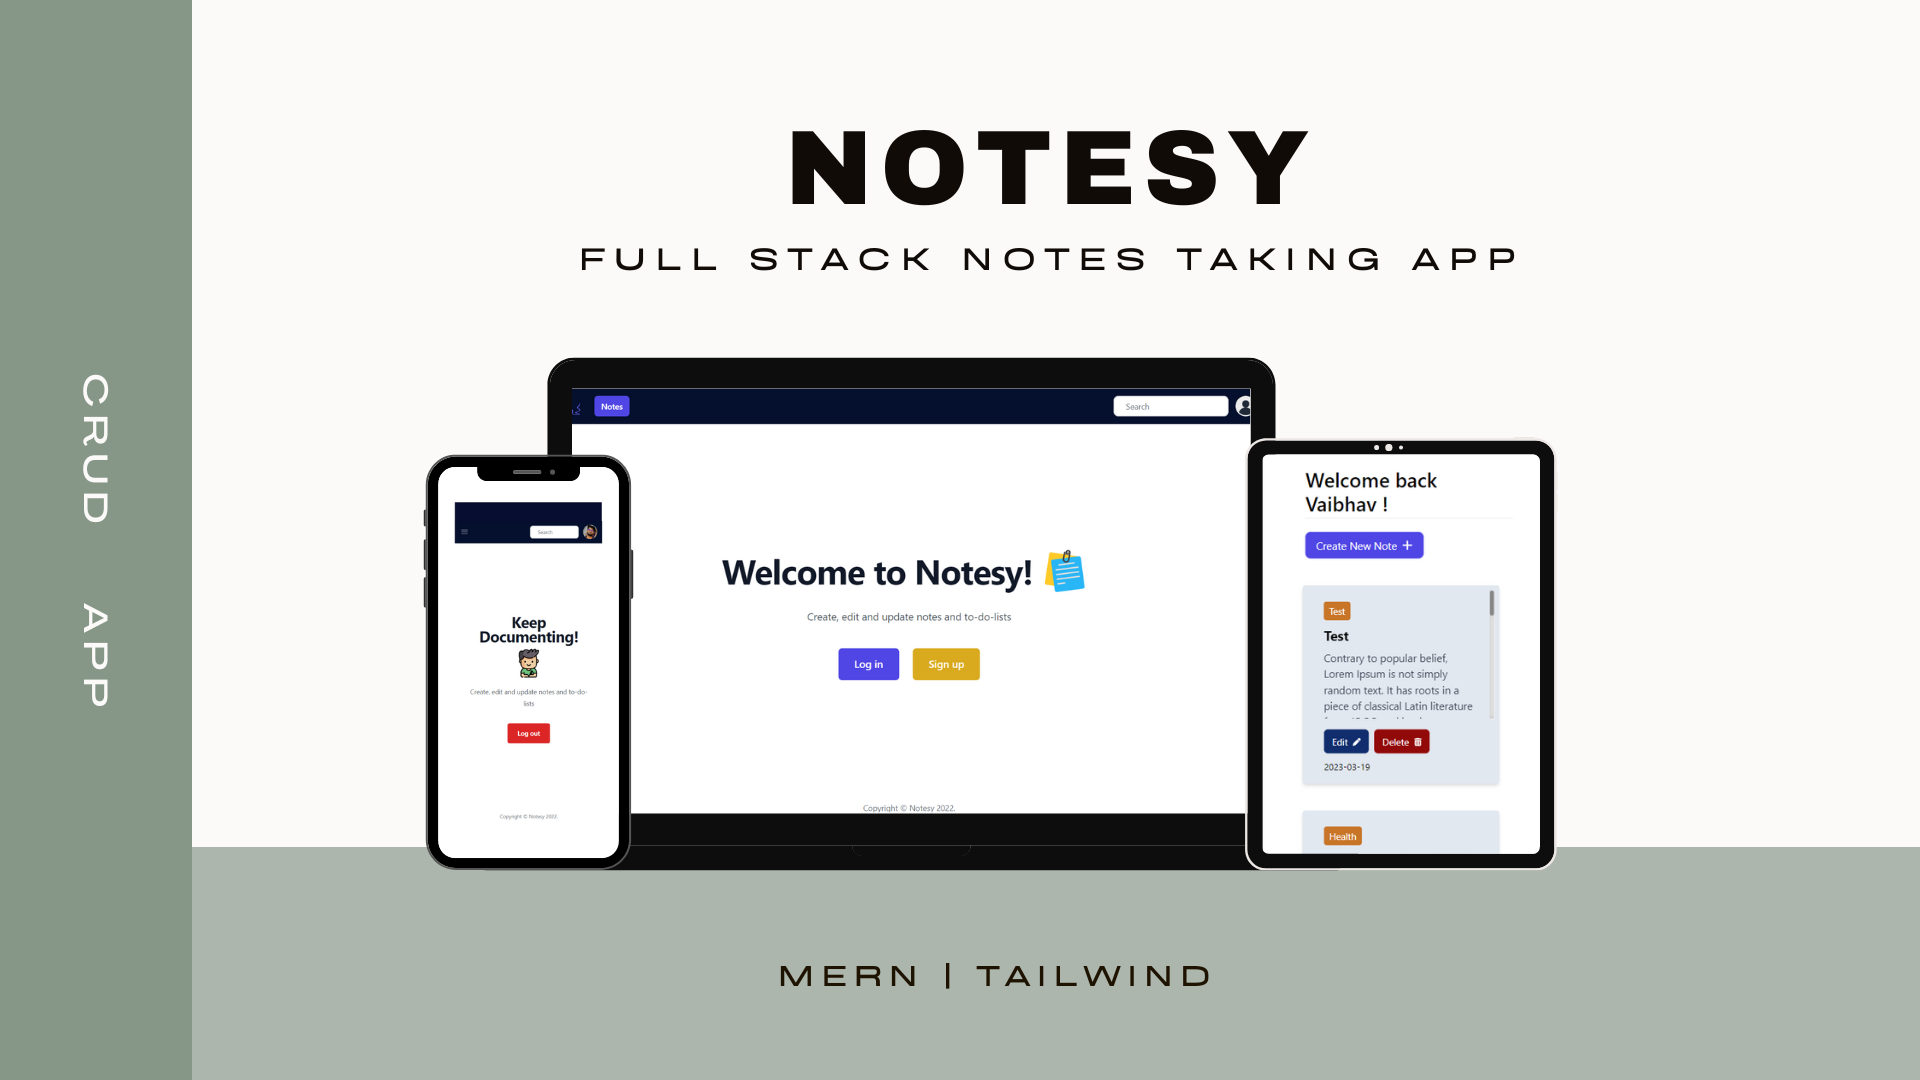 NOTESY
FULL STACK NOTES TAKING APP
CRUD APP
Notes
Search
Welcome to Notesy!
Create, edit and update notes and to-do-lists
Log in
Sign up
Copyright © Notesy 2022.
Search
Keep
Documenting!
Create, edit and update notes and to-do-
lists
Log out
Copyright © Notesy
Welcome back
Vaibhav !
Create New Note +
Test
Test
Contrary to popular belief,
Lorem Ipsum is not simply
random text. It has roots in a
piece of classical Latin literature
Edit
Delete
2023-03-19
Health
MERN | TAILWIND